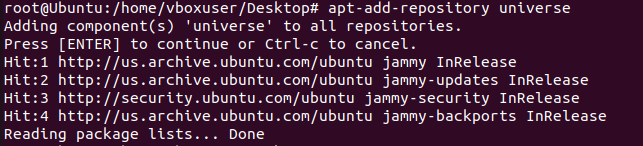 root@Ubuntu:/home/vboxuser/Desktop# apt-add-repository universe
Adding component(s) 'universe' to all repositories.
Press [ENTER] to continue or Ctrl-c to cancel.
Hit:1 http://us.archive.ubuntu.com/ubuntu jammy InRelease
Hit:2 http://us.archive.ubuntu.com/ubuntu jammy-updates InRelease
Hit:3 http://security.ubuntu.com/ubuntu jammy-security InRelease
Hit:4 http://us.archive.ubuntu.com/ubuntu jammy-backports InRelease
Reading package lists... Done